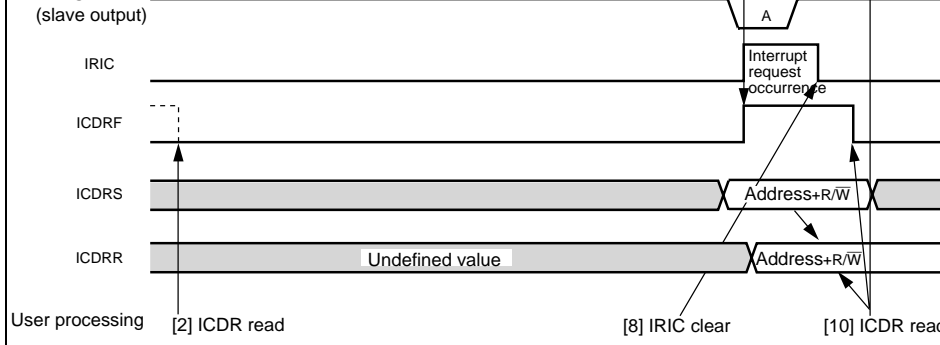 (slave output)
A
IRIC
Interrupt
request
occurrence
ICDRF
ICDRS
Address+R/W̅
ICDRR
Undefined value
Address+R/W̅
User processing
[2] ICDR read
[8] IRIC clear
[10] ICDR read